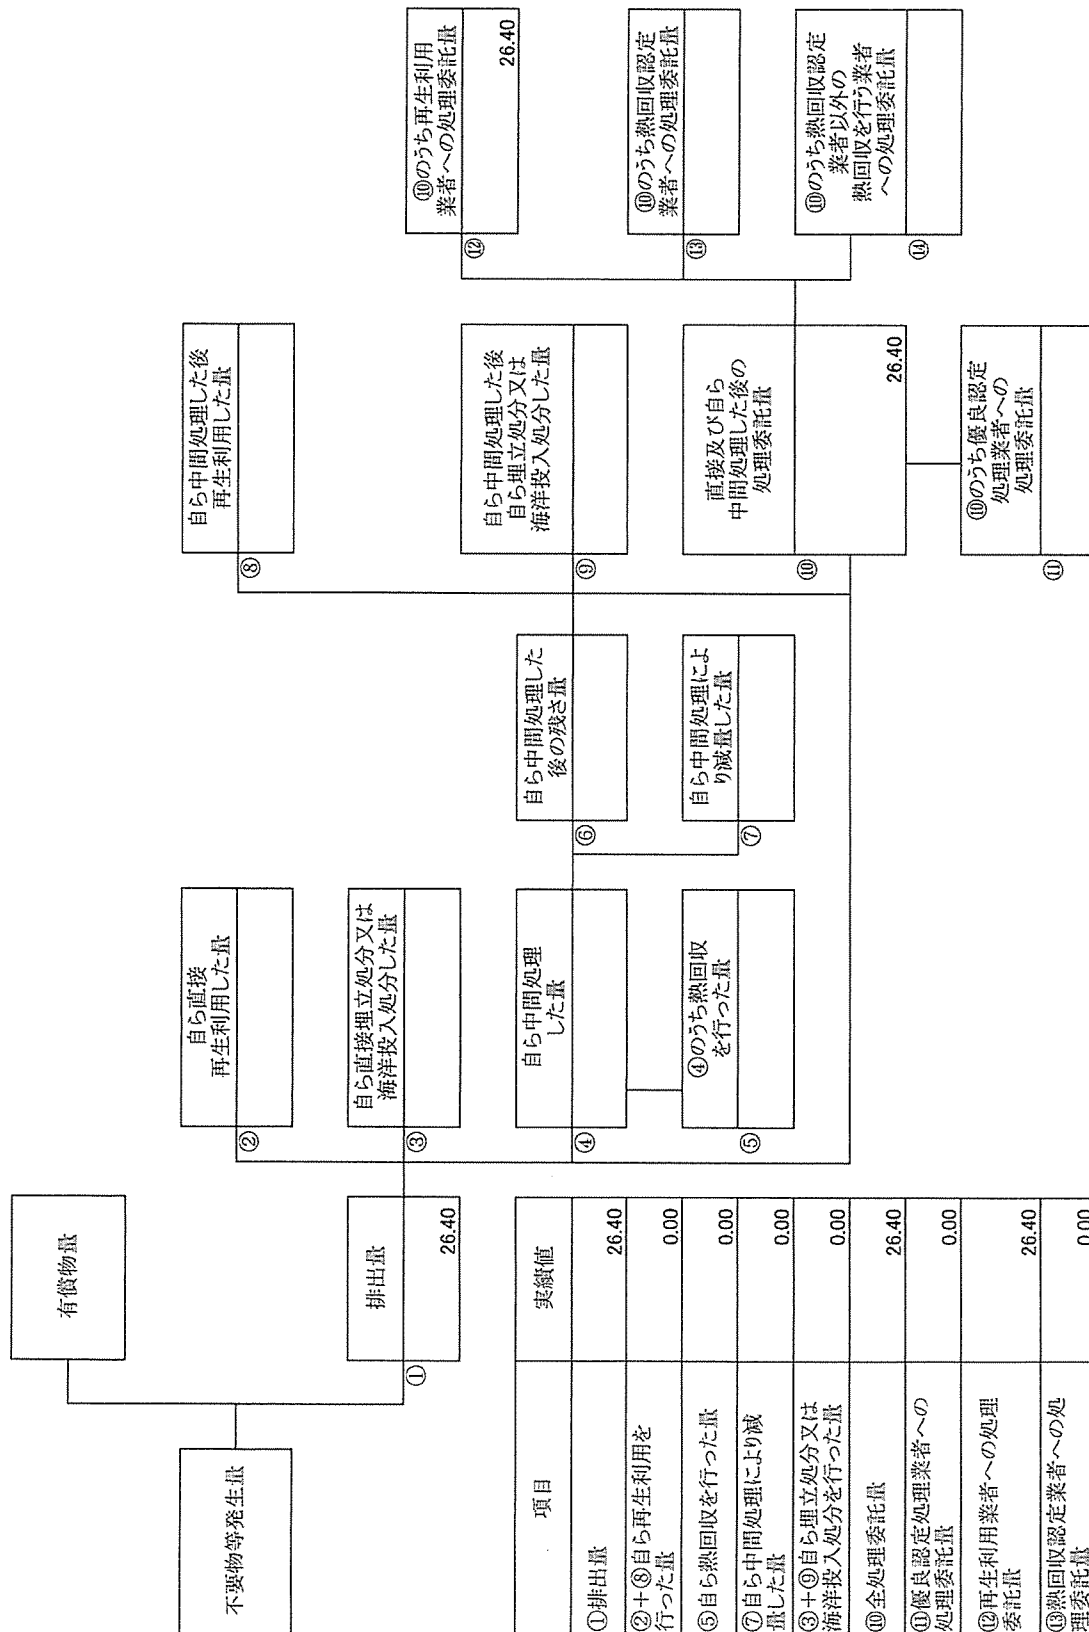 不要物等発生量
有償物量
①
排出量
26.40
②
自ら直接
再生利用した量
③
自ら直接埋立処分又は
海洋投入処分した量
④
自ら中間処理
した量
⑤
④のうち熱回収
を行った量
⑥
自ら中間処理した
後の残さ量
⑦
自ら中間処理によ
り減量した量
⑧
自ら中間処理した後
再生利用した量
⑨
自ら中間処理した後
自ら埋立処分又は
海洋投入処分した量
⑩
直接及び自ら
中間処理した後の
処理委託量
26.40
⑪
⑩のうち優良認定
処理業者への
処理委託量
⑫
⑩のうち再生利用
業者への処理委託量
26.40
⑬
⑩のうち熱回収認定
業者への処理委託量
⑭
⑩のうち熱回収認定
業者以外の
熱回収を行う業者
への処理委託量
項目
実績値
①排出量
26.40
②+⑧自ら再生利用を
行った量
0.00
⑤自ら熱回収を行った量
0.00
⑦自ら中間処理により減
量した量
0.00
③+⑨自ら埋立処分又は
海洋投入処分を行った量
0.00
⑩全処理委託量
26.40
⑪優良認定処理業者への
処理委託量
0.00
⑫再生利用業者への処理
委託量
26.40
⑬熱回収認定業者への処
理委託量
0.00